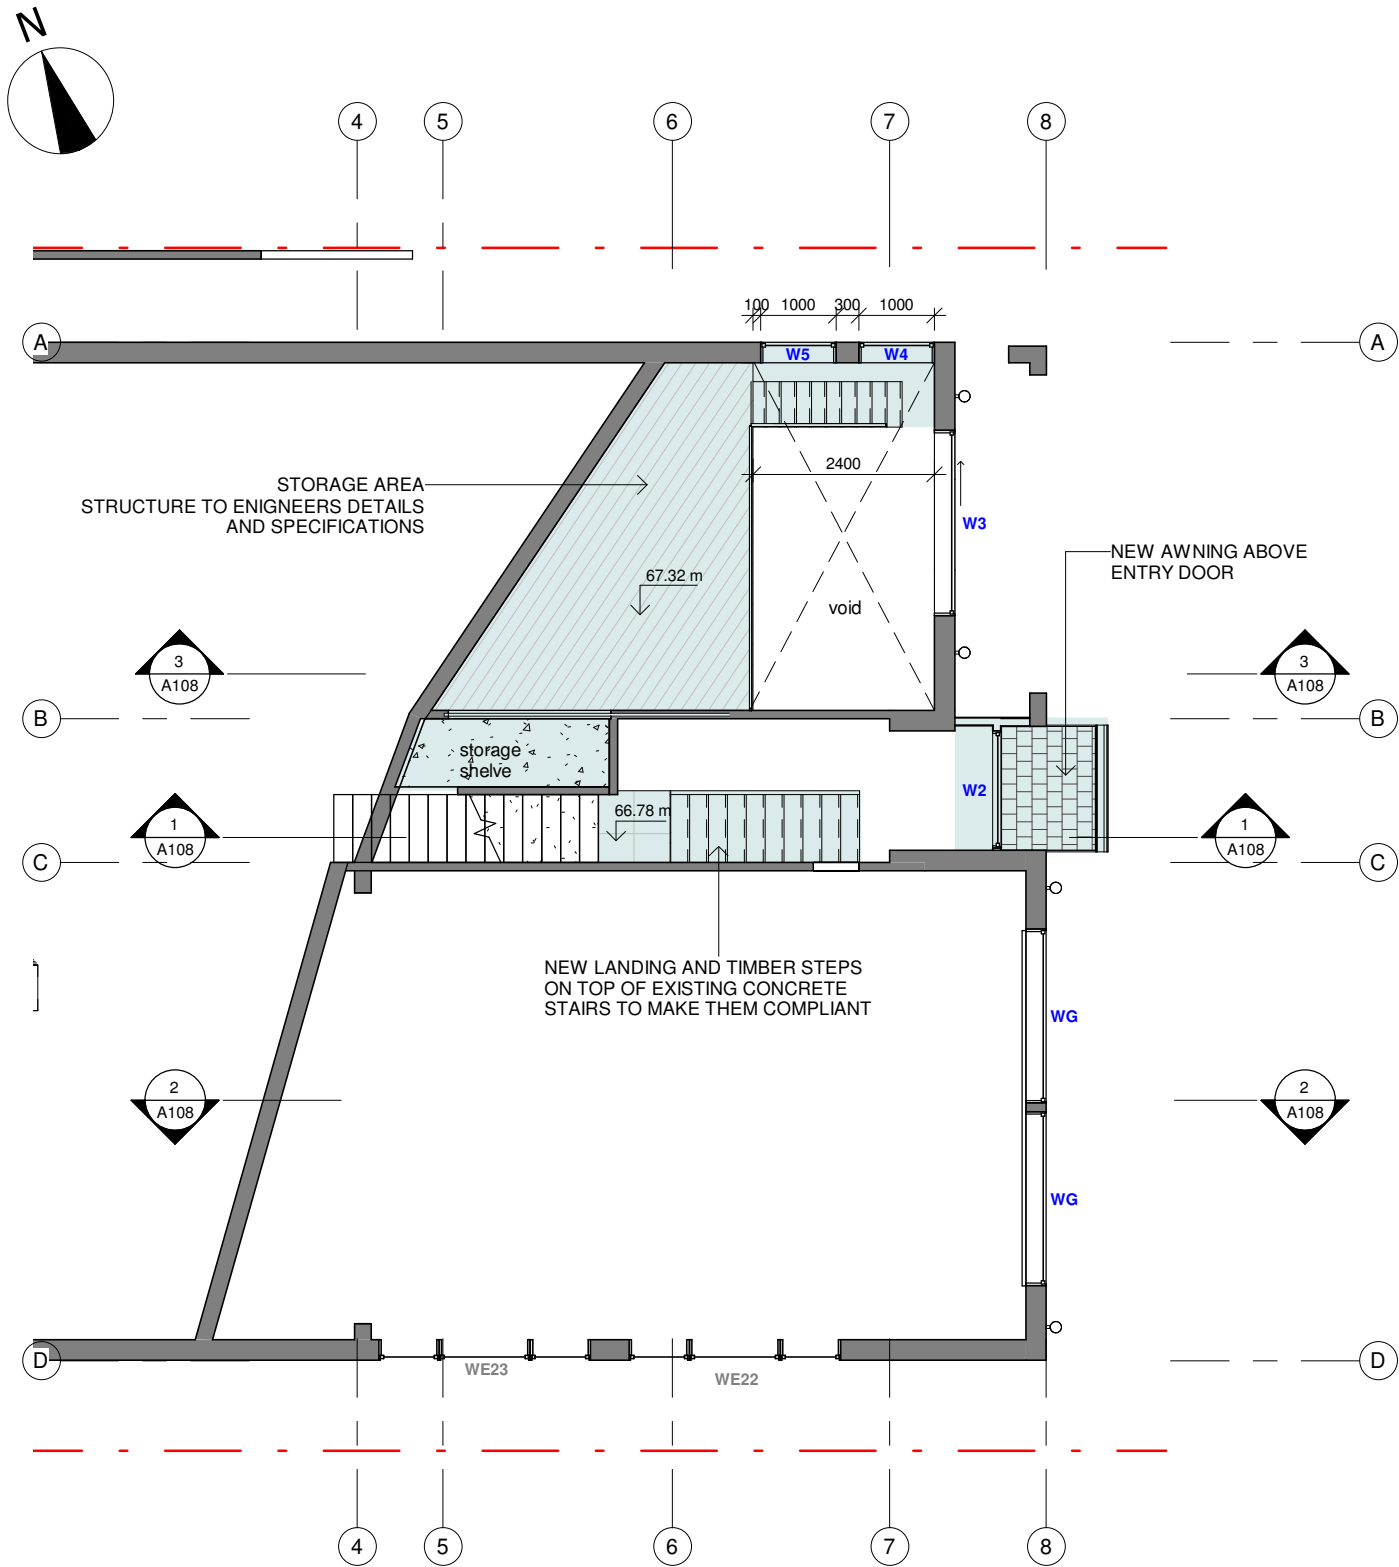 N
4
5
6
7
8
100 1000 300 1000
A
W5
W4
A
2400
STORAGE AREA
STRUCTURE TO ENIGNEERS DETAILS
AND SPECIFICATIONS
W3
NEW AWNING ABOVE
ENTRY DOOR
67.32 m
void
3
A108
3
A108
B
B
storage
shelve
W2
66.78 m
1
A108
1
A108
C
C
NEW LANDING AND TIMBER STEPS
ON TOP OF EXISTING CONCRETE
STAIRS TO MAKE THEM COMPLIANT
WG
2
A108
2
A108
WG
D
D
WE23
WE22
4
5
6
7
8